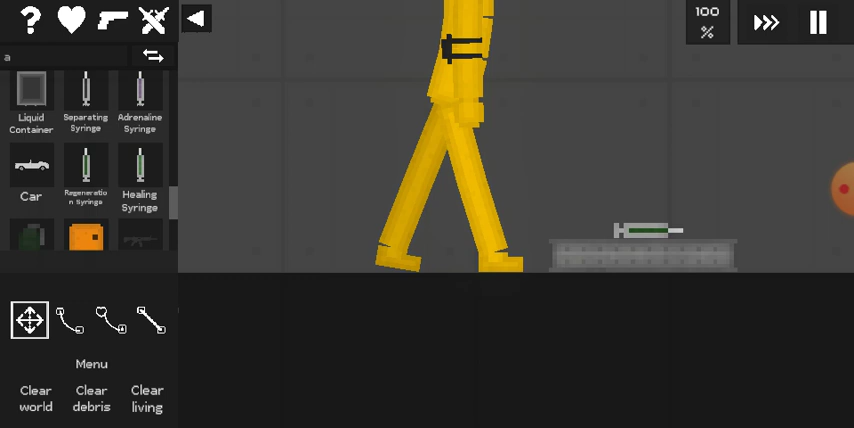 ?
100
%
a
Liquid
Container
Separating
Syringe
Adrenaline
Syringe
Car
Regeneratio
n Syringe
Healing
Syringe
Menu
Clear
world
Clear
debris
Clear
living